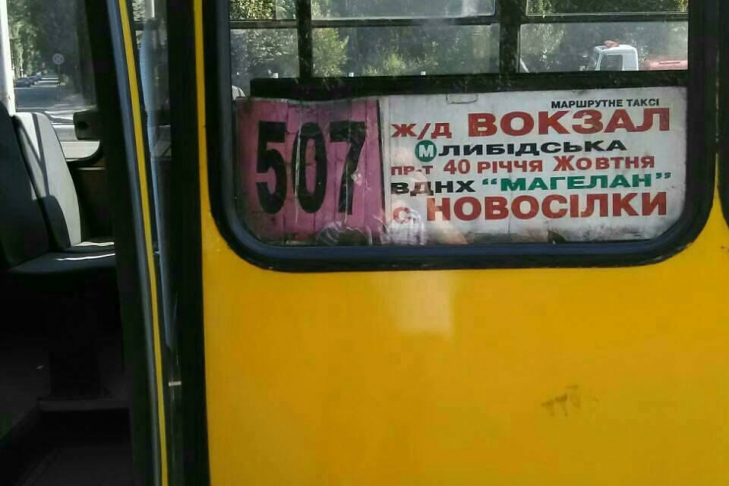 507
МАРШРУТНЕ ТАКСІ
Ж/Д ВОКЗАЛ
М ЛИБІДСЬКА
ПР-Т 40 РІЧЧЯ ЖОВТНЯ
ВДНХ "МАГЕЛАН"
с. НОВОСІЛКИ